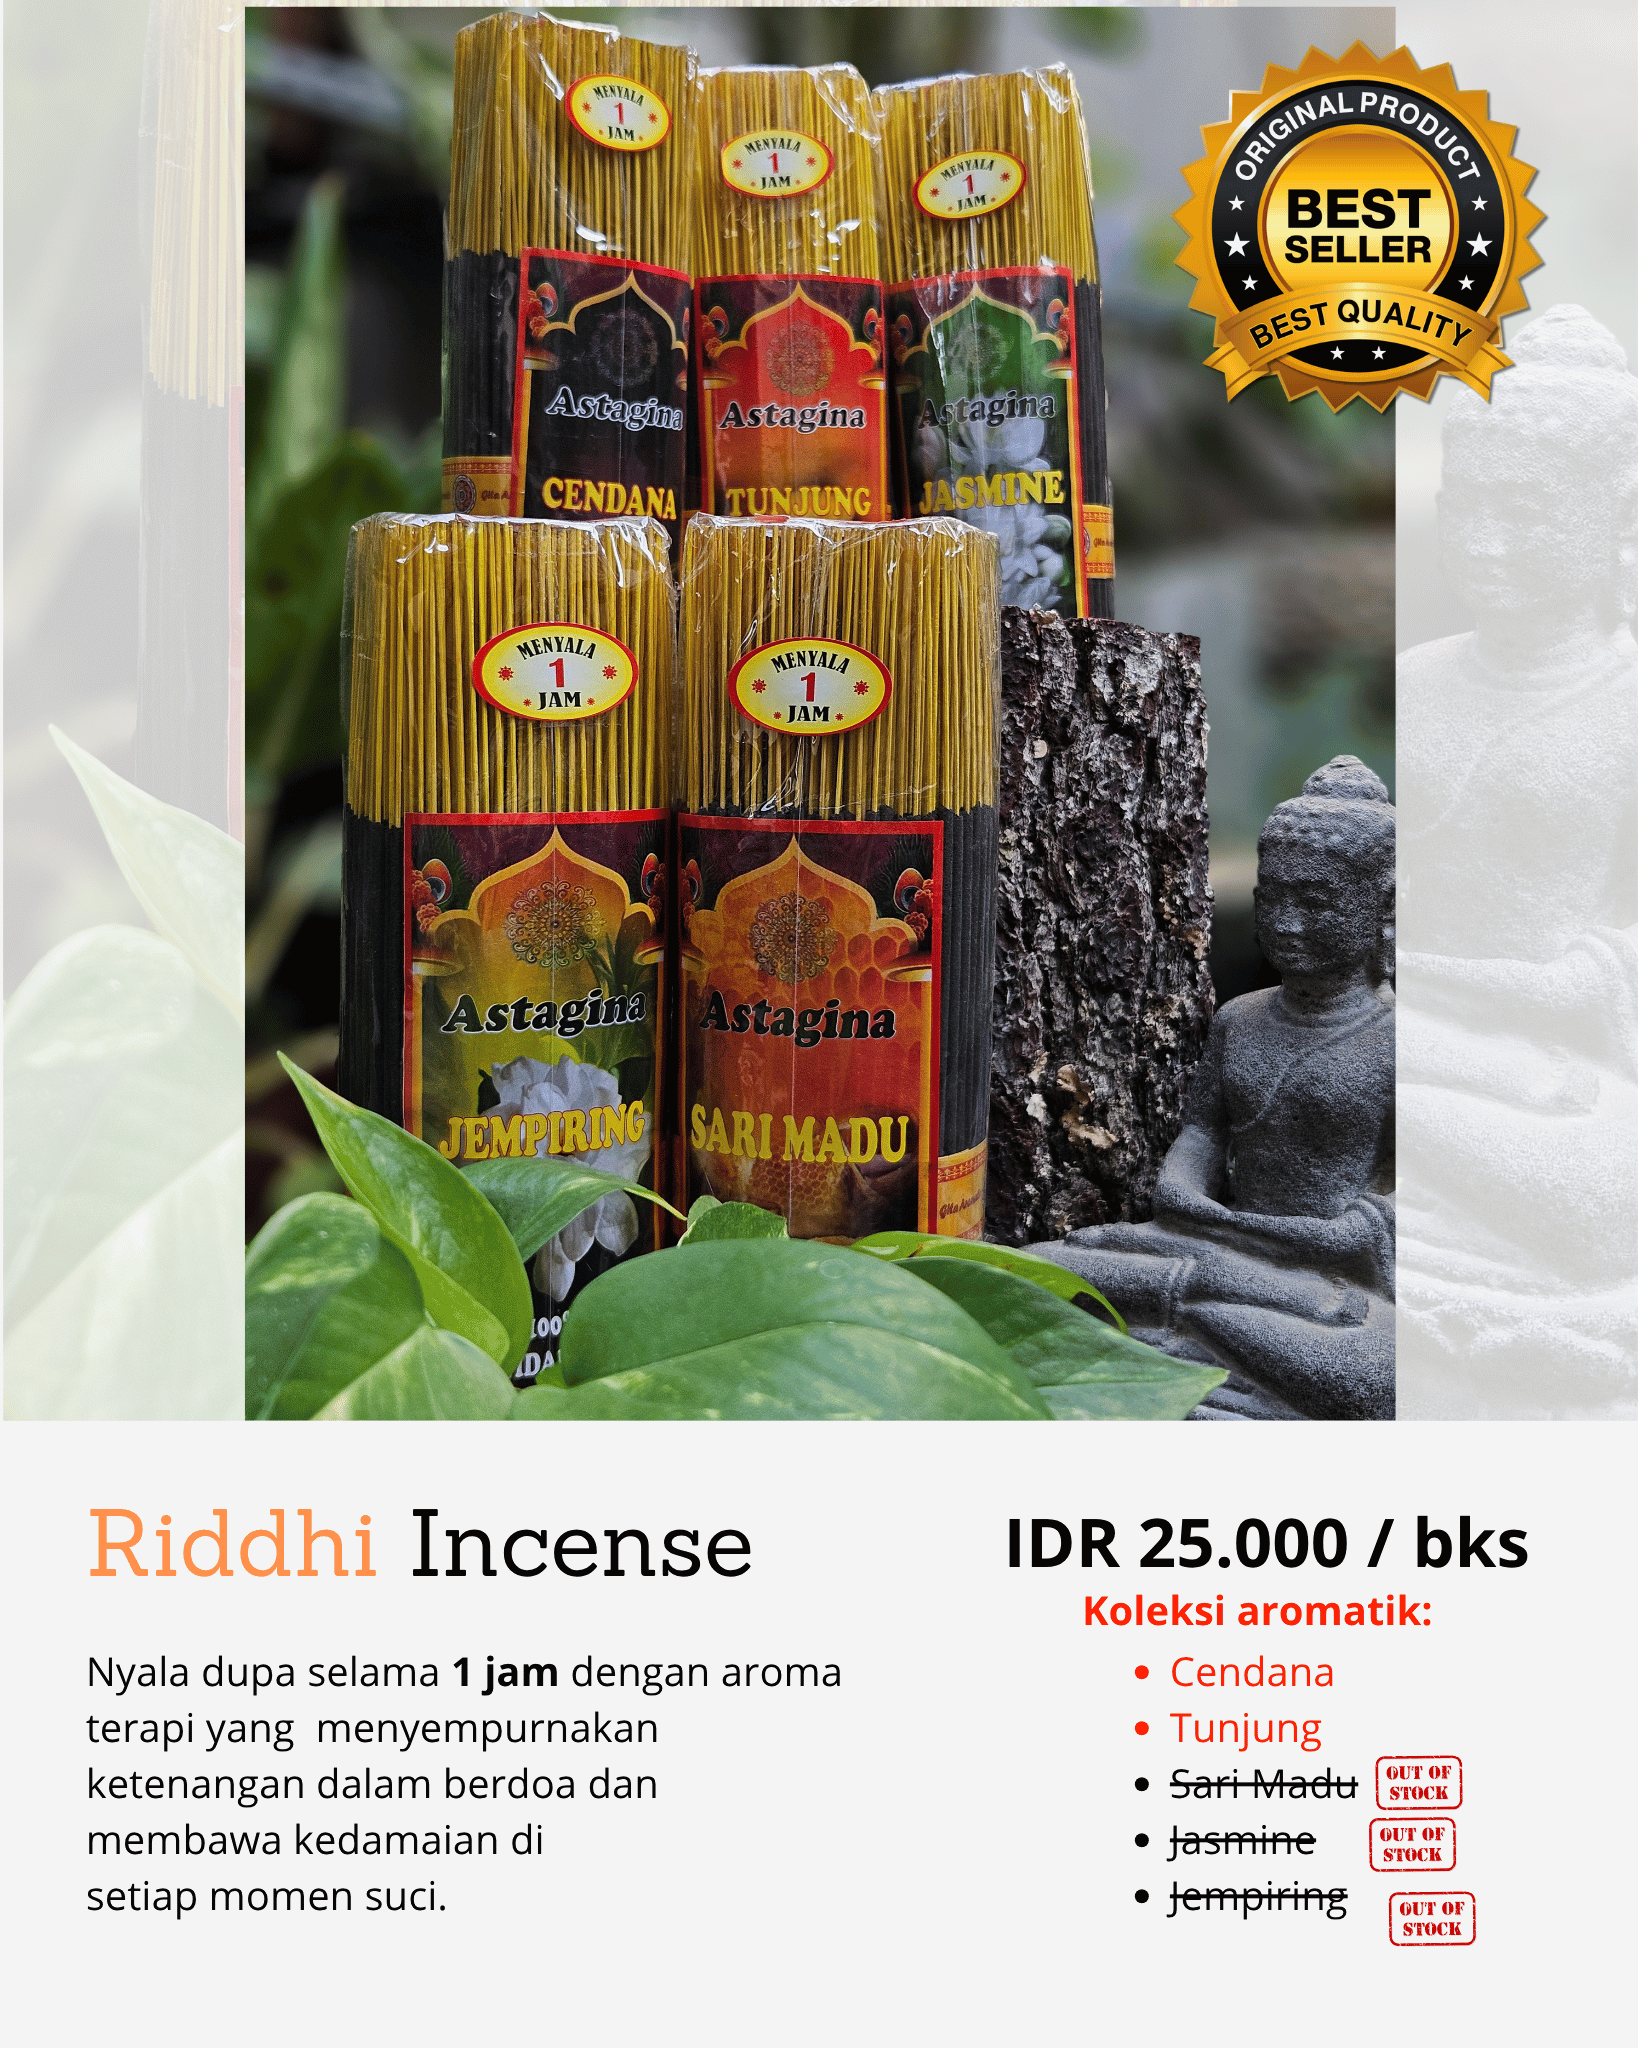 MENYALA
1
JAM
MENYALA
1
JAM
MENYALA
1
JAM
ORIGINAL PRODUCT
BEST
SELLER
BEST QUALITY
Astagina
CENDANA
Astagina
TUNJUNG
Astagina
JASMINE
MENYALA
1
JAM
MENYALA
1
JAM
Astagina
JEMPIRING
Astagina
SARI MADU
Riddhi Incense
Nyala dupa selama 1 jam dengan aroma
terapi yang menyempurnakan
ketenangan dalam berdoa dan
membawa kedamaian di
setiap momen suci.
IDR 25.000 / bks
Koleksi aromatik:
• Cendana
• Tunjung
• Sari Madu OUT OF STOCK
• Jasmine OUT OF STOCK
• Jempiring OUT OF STOCK